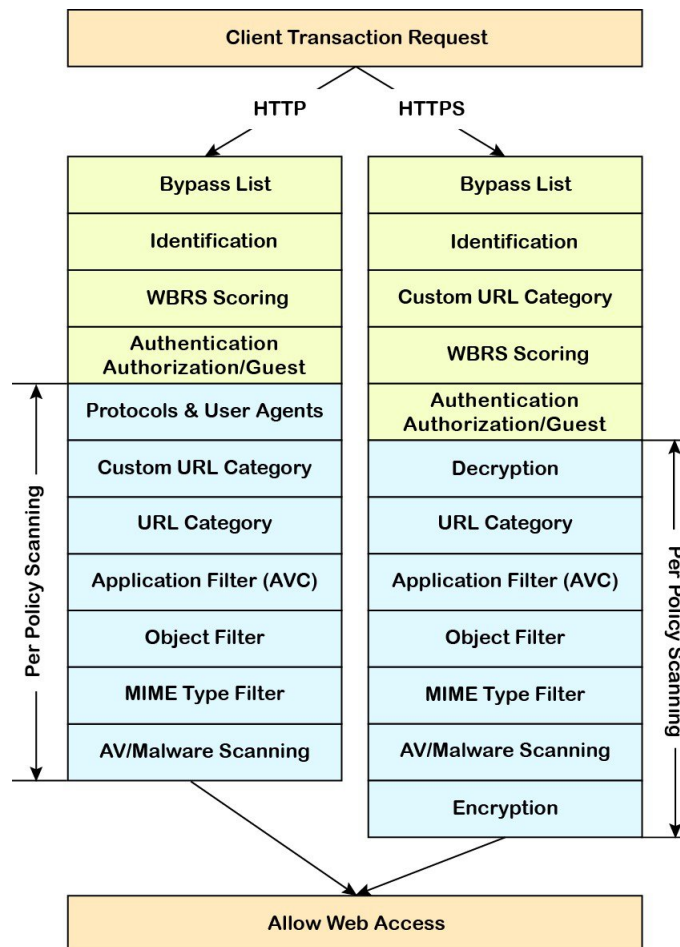 Client Transaction Request
HTTP
HTTPS
Bypass List
Identification
WBRS Scoring
Authentication
Authorization/Guest
Protocols & User Agents
Custom URL Category
URL Category
Application Filter (AVC)
Object Filter
MIME Type Filter
AV/Malware Scanning
Per Policy Scanning
Bypass List
Identification
Custom URL Category
WBRS Scoring
Authentication
Authorization/Guest
Decryption
URL Category
Application Filter (AVC)
Object Filter
MIME Type Filter
AV/Malware Scanning
Encryption
Per Policy Scanning
Allow Web Access